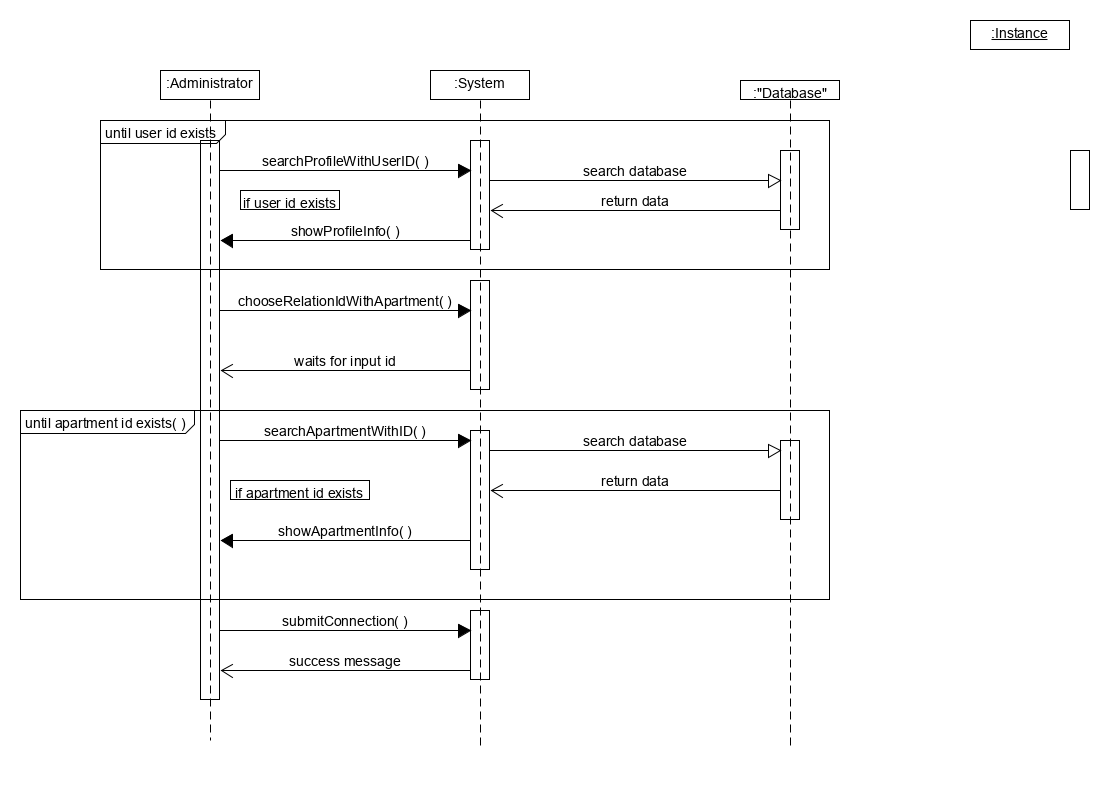 :Instance
:Administrator
:System
:"Database"
until user id exists
searchProfileWithUserID( )
search database
if user id exists
return data
showProfileInfo( )
chooseRelationIdWithApartment( )
waits for input id
until apartment id exists( )
searchApartmentWithID( )
search database
if apartment id exists
return data
showApartmentInfo( )
submitConnection( )
success message